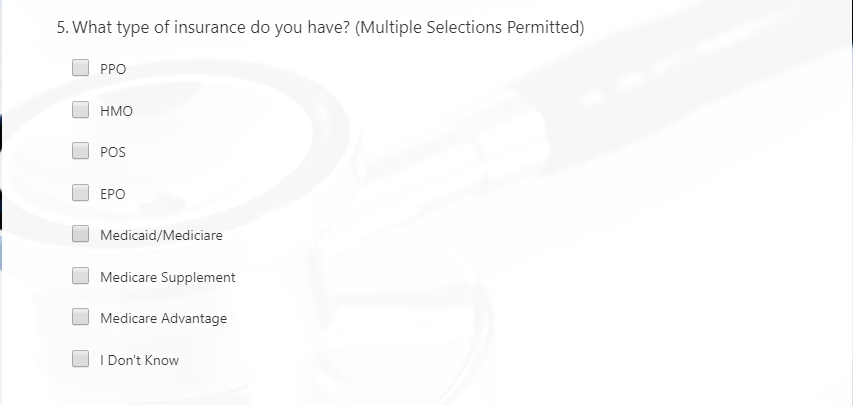 5. What type of insurance do you have? (Multiple Selections Permitted)
PPO
HMO
POS
EPO
Medicaid/Mediciare
Medicare Supplement
Medicare Advantage
I Don't Know